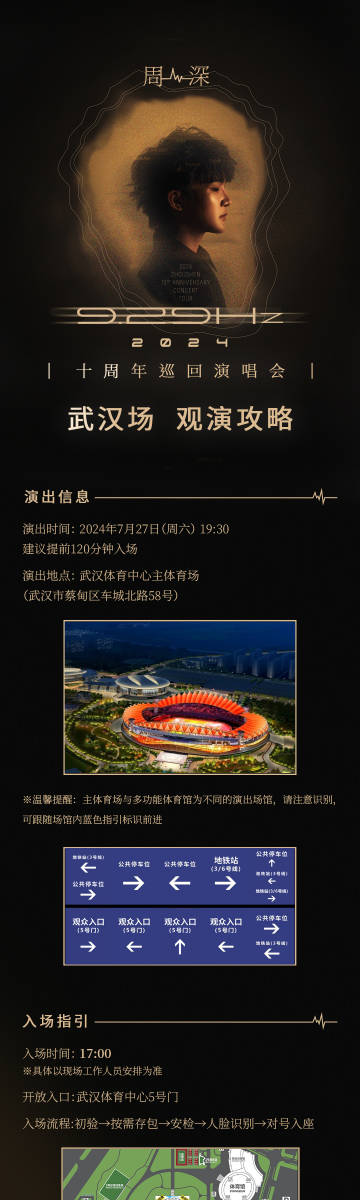 周深
2024
ZHOUSHEN
10TH ANNIVERSARY
CONCERT
TOUR
9.29Hz
2024
十周年巡回演唱会
武汉场 观演攻略
演出信息
演出时间: 2024年7月27日(周六) 19:30
建议提前120分钟入场
演出地点: 武汉体育中心主体育场
(武汉市蔡甸区车城北路58号)
※温馨提醒: 主体育场与多功能体育馆为不同的演出场馆, 请注意识别,
可跟随场馆内蓝色指引标识前进
地铁站(3号线)
←
公共停车位
→
公共停车位
→
公共停车位
←
地铁站
(3/6号线)
→
公共停车位
↑
地铁站(3号线)
←
地铁站(3/6号线)
→
观众入口
(5号门)
→
观众入口
(5号门)
←
观众入口
(5号门)
↑
观众入口
(5号门)
←
公共停车位
→
地铁站(3号线)
←
入场指引
入场时间: 17:00
※具体以现场工作人员安排为准
开放入口:武汉体育中心5号门
入场流程:初验→按需存包→安检→人脸识别→对号入座
体育馆